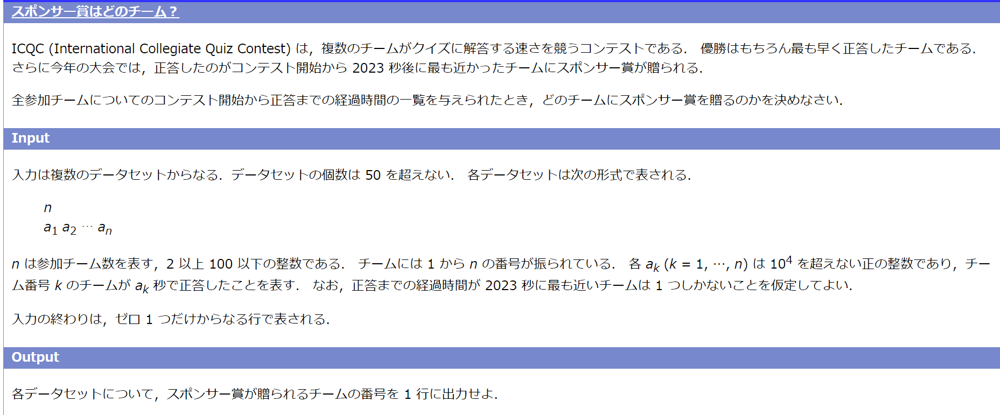 スポンサー賞はどのチーム？
ICQC (International Collegiate Quiz Contest) は，複数のチームがクイズに解答する速さを競うコンテストである． 優勝はもちろん最も早く正答したチームである．
さらに今年の大会では，正答したのがコンテスト開始から 2023 秒後に最も近かったチームにスポンサー賞が贈られる．
全参加チームについてのコンテスト開始から正答までの経過時間の一覧を与えられたとき，どのチームにスポンサー賞を贈るのかを決めなさい．
Input
入力は複数のデータセットからなる．データセットの個数は 50 を超えない． 各データセットは次の形式で表される．
n
a1 a2 … an
n は参加チーム数を表す，2 以上 100 以下の整数である． チームには 1 から n の番号が振られている． 各 ak (k = 1, …, n) は 10⁴ を超えない正の整数であり，チー
ム番号 k のチームが ak 秒で正答したことを表す． なお，正答までの経過時間が 2023 秒に最も近いチームは 1 つしかないことを仮定してよい．
入力の終わりは，ゼロ 1 つだけからなる行で表される．
Output
各データセットについて，スポンサー賞が贈られるチームの番号を 1 行に出力せよ．